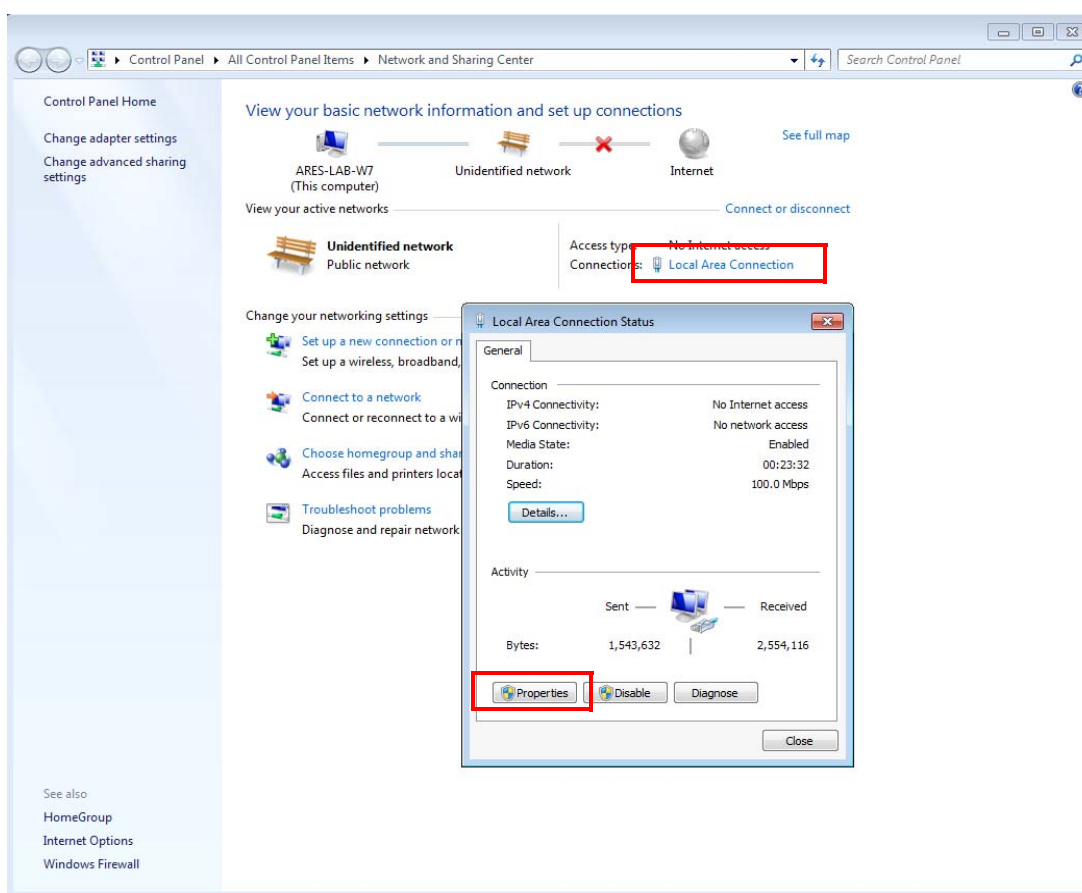 Control Panel ▸ All Control Panel Items ▸ Network and Sharing Center
Search Control Panel
Control Panel Home
Change adapter settings
Change advanced sharing
settings
See also
HomeGroup
Internet Options
Windows Firewall
View your basic network information and set up connections
See full map
ARES-LAB-W7
(This computer)
Unidentified network
Internet
View your active networks
Connect or disconnect
Unidentified network
Public network
Access type: No Internet access
Connections: Local Area Connection
Change your networking settings
Set up a new connection or n
Set up a wireless, broadband,
Connect to a network
Connect or reconnect to a wi
Choose homegroup and shar
Access files and printers locat
Troubleshoot problems
Diagnose and repair network
Local Area Connection Status
General
Connection
IPv4 Connectivity: No Internet access
IPv6 Connectivity: No network access
Media State: Enabled
Duration: 00:23:32
Speed: 100.0 Mbps
Details...
Activity
Sent Received
Bytes: 1,543,632 2,554,116
Properties Disable Diagnose
Close